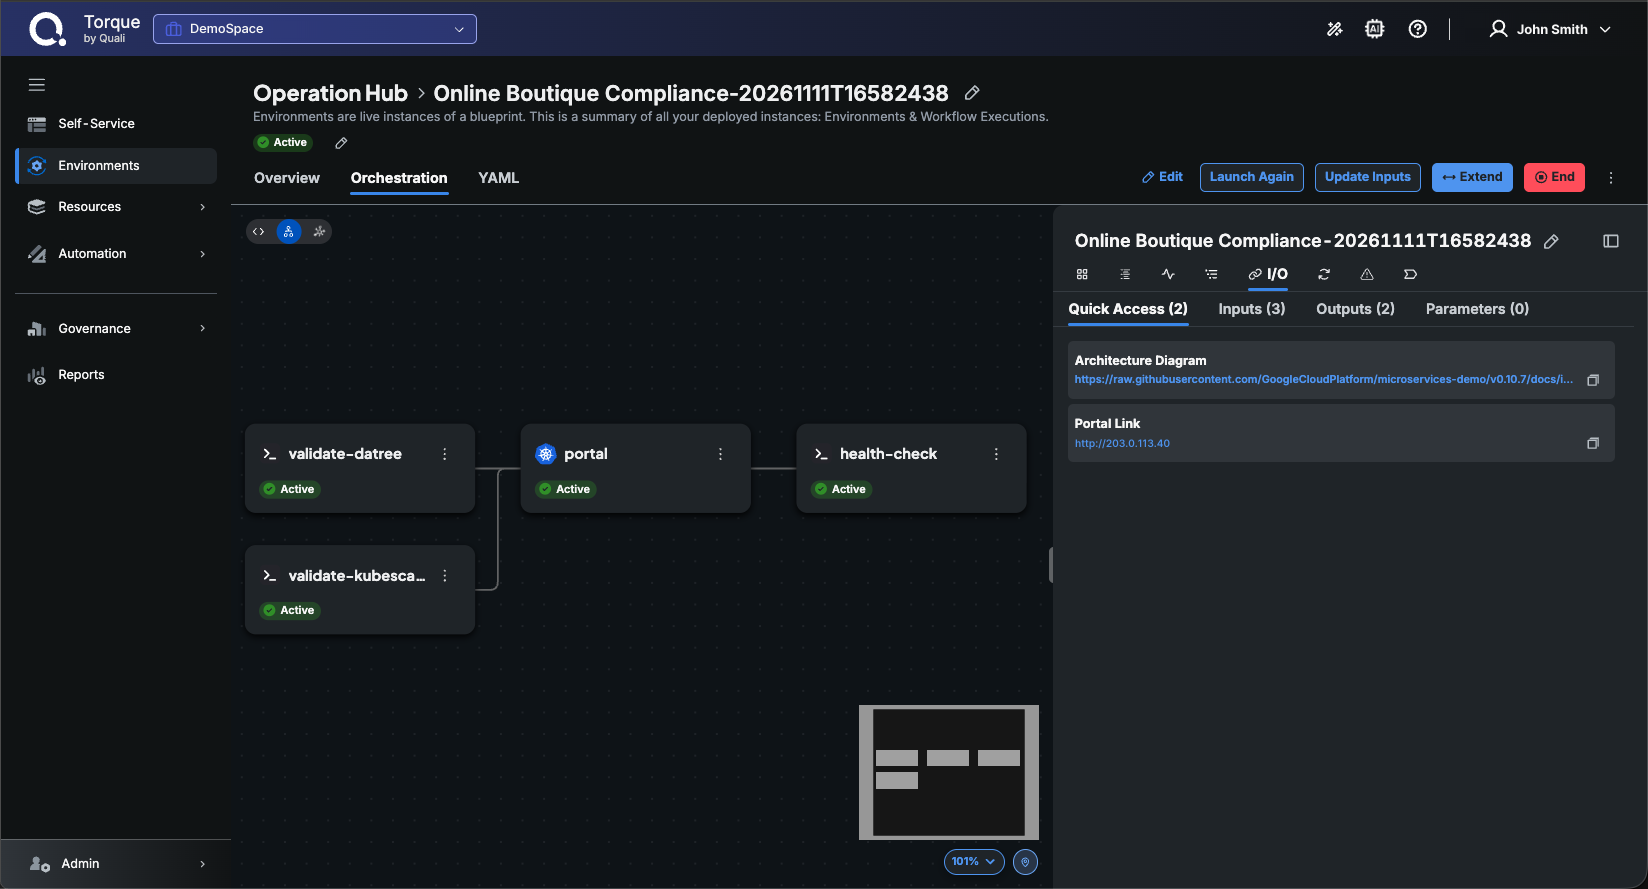 Torque
by Quali
DemoSpace
AI
John Smith
Self-Service
Environments
Resources
Automation
Governance
Reports
Admin
Operation Hub > Online Boutique Compliance-20261111T16582438
Environments are live instances of a blueprint. This is a summary of all your deployed instances: Environments & Workflow Executions.
Active
Overview
Orchestration
YAML
Edit
Launch Again
Update Inputs
Extend
End
validate-datree
Active
portal
Active
health-check
Active
validate-kubesca...
Active
101%
Online Boutique Compliance-20261111T16582438
I/O
Quick Access (2)
Inputs (3)
Outputs (2)
Parameters (0)
Architecture Diagram
https://raw.githubusercontent.com/GoogleCloudPlatform/microservices-demo/v0.10.7/docs/i...
Portal Link
http://203.0.113.40